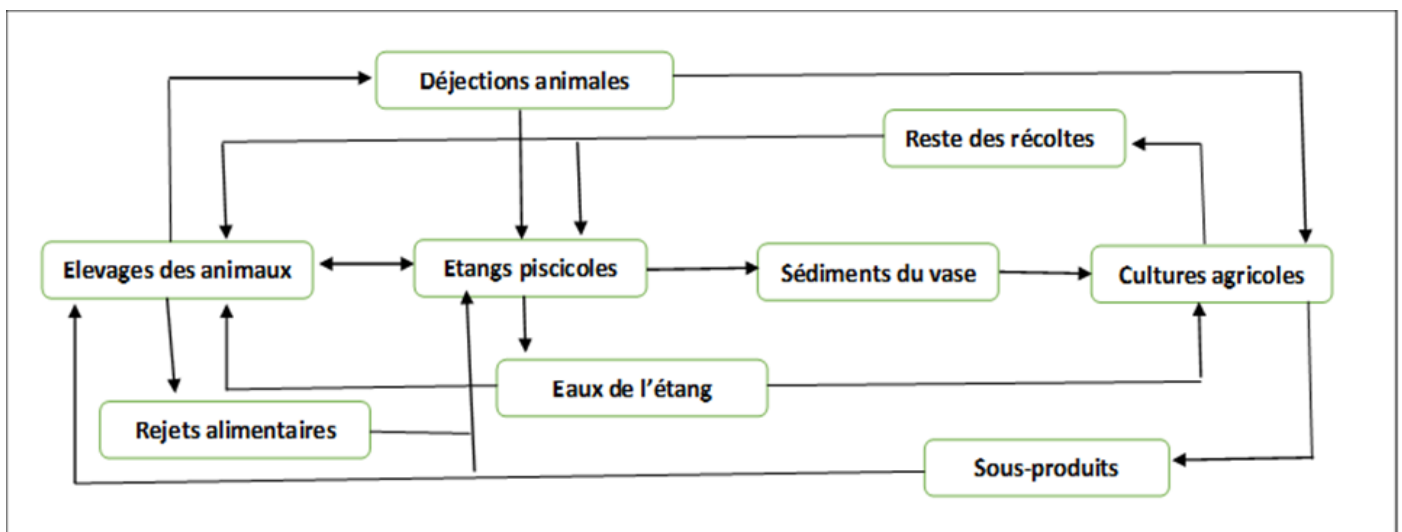 Déjections animales
Reste des récoltes
Elevages des animaux
Etangs piscicoles
Sédiments du vase
Cultures agricoles
Eaux de l'étang
Rejets alimentaires
Sous-produits